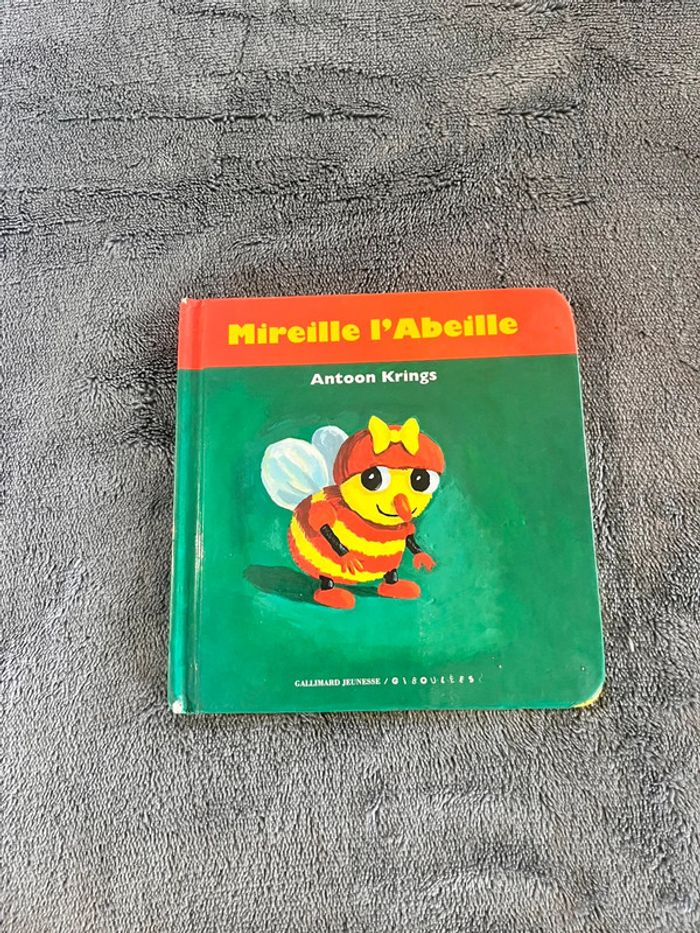 Mireille l'Abeille
Antoon Krings
GALLIMARD JEUNESSE / GIBOULÉES